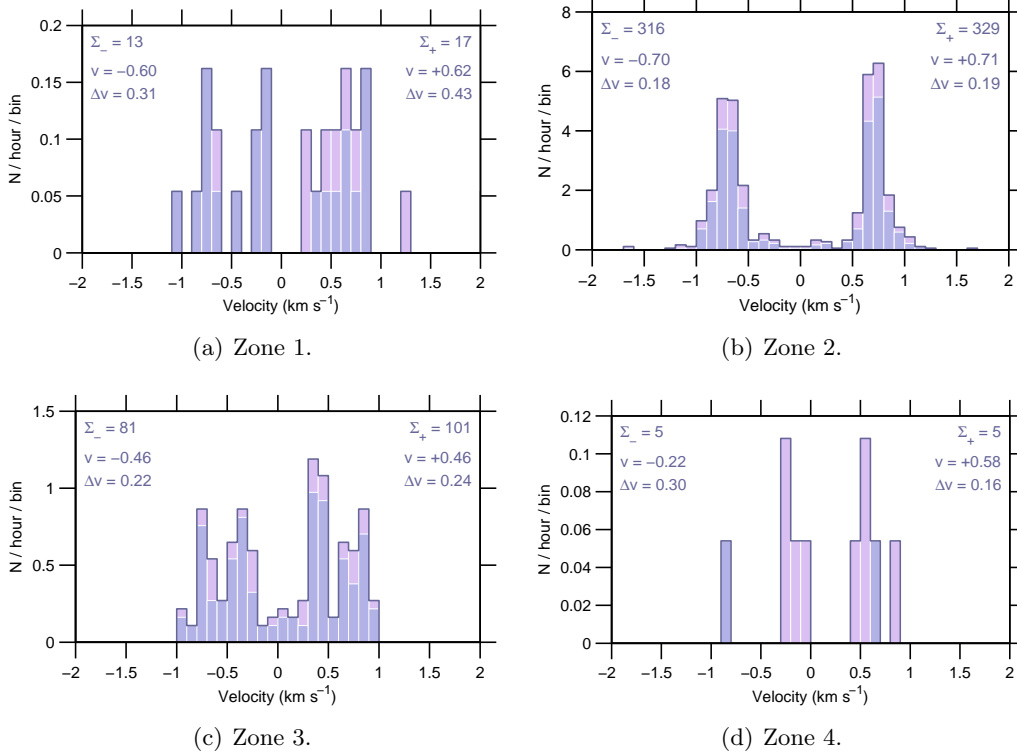 0.2
0.15
0.1
0.05
0
N / hour / bin
Σ− = 13
v = −0.60
Δv = 0.31
Σ+ = 17
v = +0.62
Δv = 0.43
−2 −1.5 −1 −0.5 0 0.5 1 1.5 2
Velocity (km s−1)
(a) Zone 1.
8
6
4
2
0
N / hour / bin
Σ− = 316
v = −0.70
Δv = 0.18
Σ+ = 329
v = +0.71
Δv = 0.19
−2 −1.5 −1 −0.5 0 0.5 1 1.5 2
Velocity (km s−1)
(b) Zone 2.
1.5
1
0.5
0
N / hour / bin
Σ− = 81
v = −0.46
Δv = 0.22
Σ+ = 101
v = +0.46
Δv = 0.24
−2 −1.5 −1 −0.5 0 0.5 1 1.5 2
Velocity (km s−1)
(c) Zone 3.
0.12
0.1
0.08
0.06
0.04
0.02
0
N / hour / bin
Σ− = 5
v = −0.22
Δv = 0.30
Σ+ = 5
v = +0.58
Δv = 0.16
−2 −1.5 −1 −0.5 0 0.5 1 1.5 2
Velocity (km s−1)
(d) Zone 4.